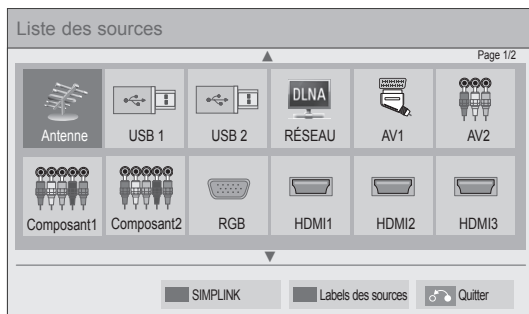 Liste des sources
Page 1/2
DLNA
Antenne USB 1 USB 2 RÉSEAU AV1 AV2
Composant1 Composant2 RGB HDMI1 HDMI2 HDMI3
SIMPLINK Labels des sources Quitter